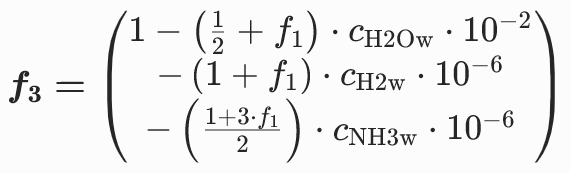 f₃ = ( 1 − (1/2 + f₁) · c_H2Ow · 10⁻²
− (1 + f₁) · c_H2w · 10⁻⁶
− ((1+3·f₁)/2) · c_NH3w · 10⁻⁶ )